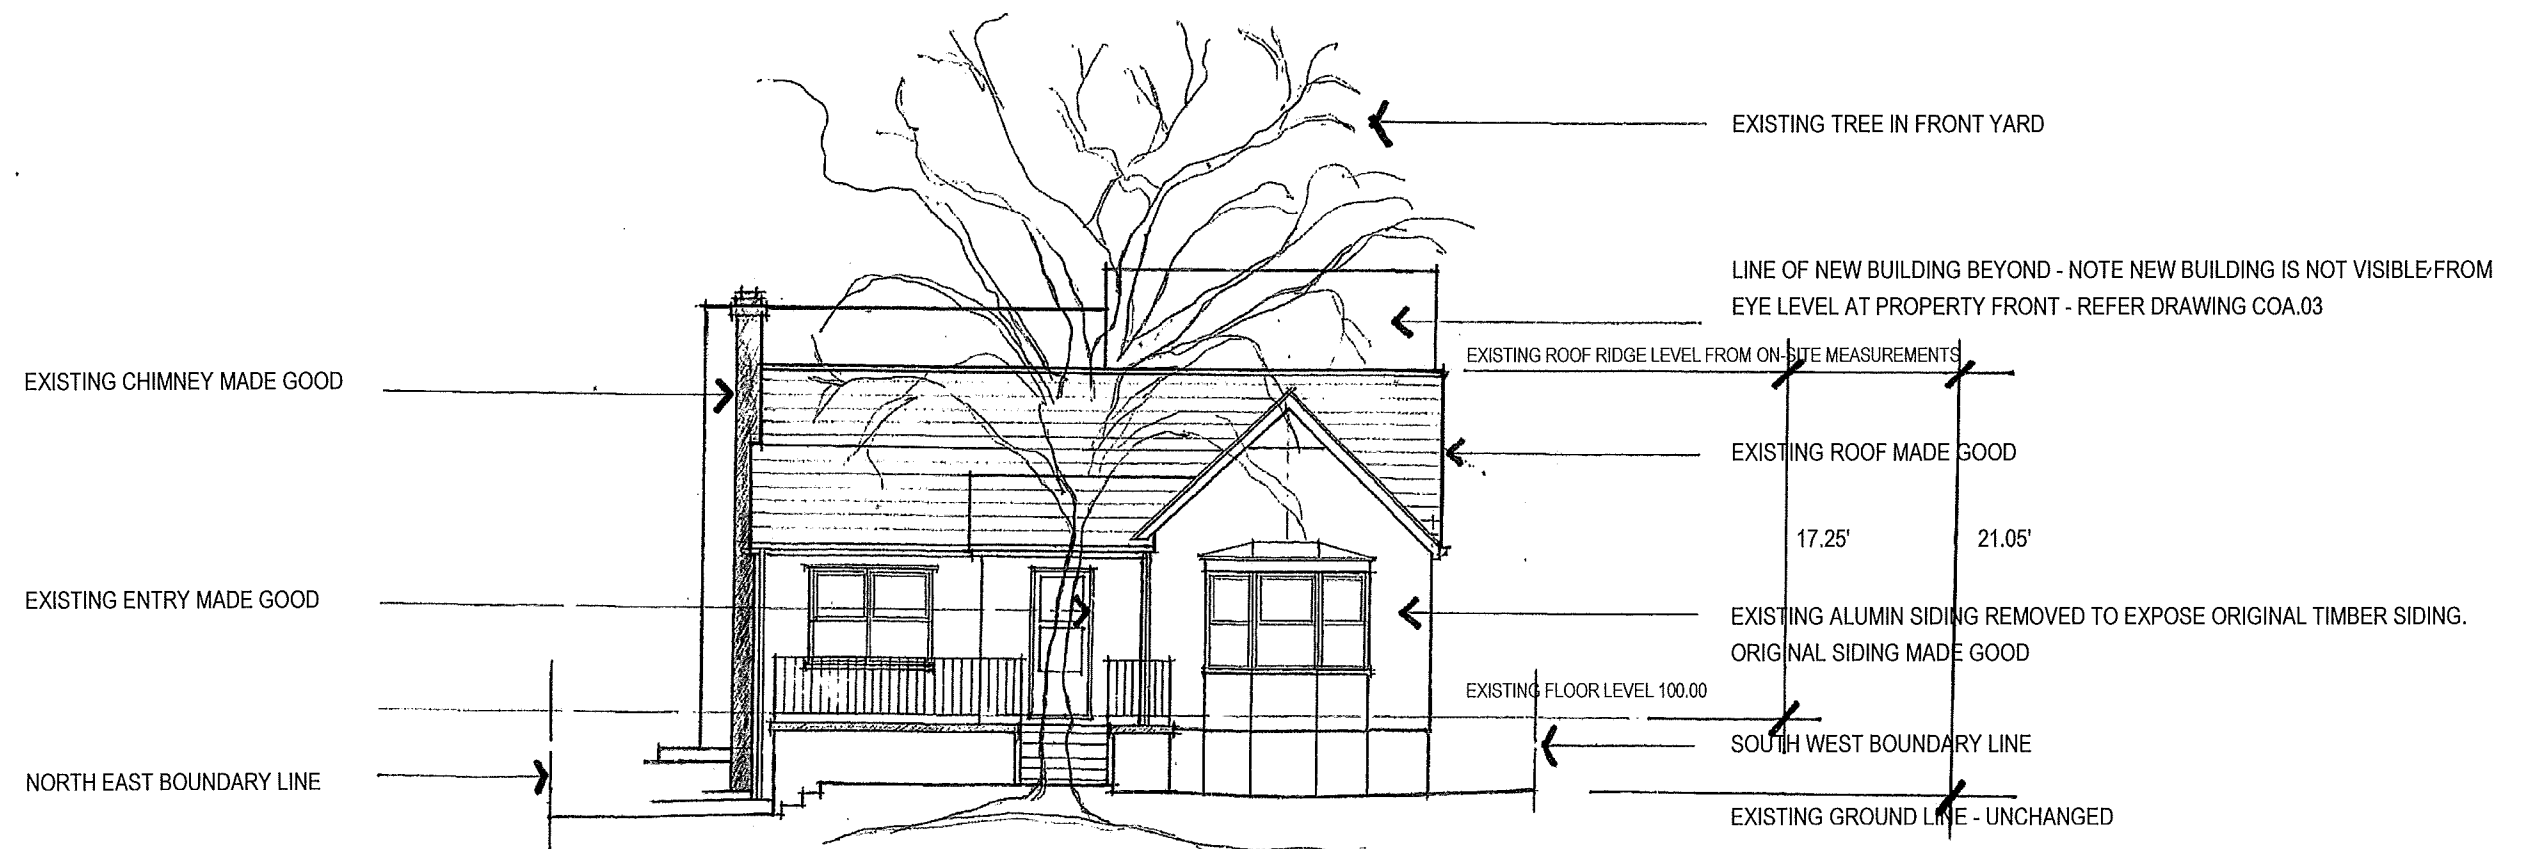 EXISTING TREE IN FRONT YARD
LINE OF NEW BUILDING BEYOND - NOTE NEW BUILDING IS NOT VISIBLE FROM
EYE LEVEL AT PROPERTY FRONT - REFER DRAWING COA.03
EXISTING ROOF RIDGE LEVEL FROM ON-SITE MEASUREMENTS
EXISTING CHIMNEY MADE GOOD
EXISTING ROOF MADE GOOD
17.25'
21.05'
EXISTING ENTRY MADE GOOD
EXISTING ALUMIN SIDING REMOVED TO EXPOSE ORIGINAL TIMBER SIDING.
ORIGINAL SIDING MADE GOOD
EXISTING FLOOR LEVEL 100.00
SOUTH WEST BOUNDARY LINE
NORTH EAST BOUNDARY LINE
EXISTING GROUND LINE - UNCHANGED